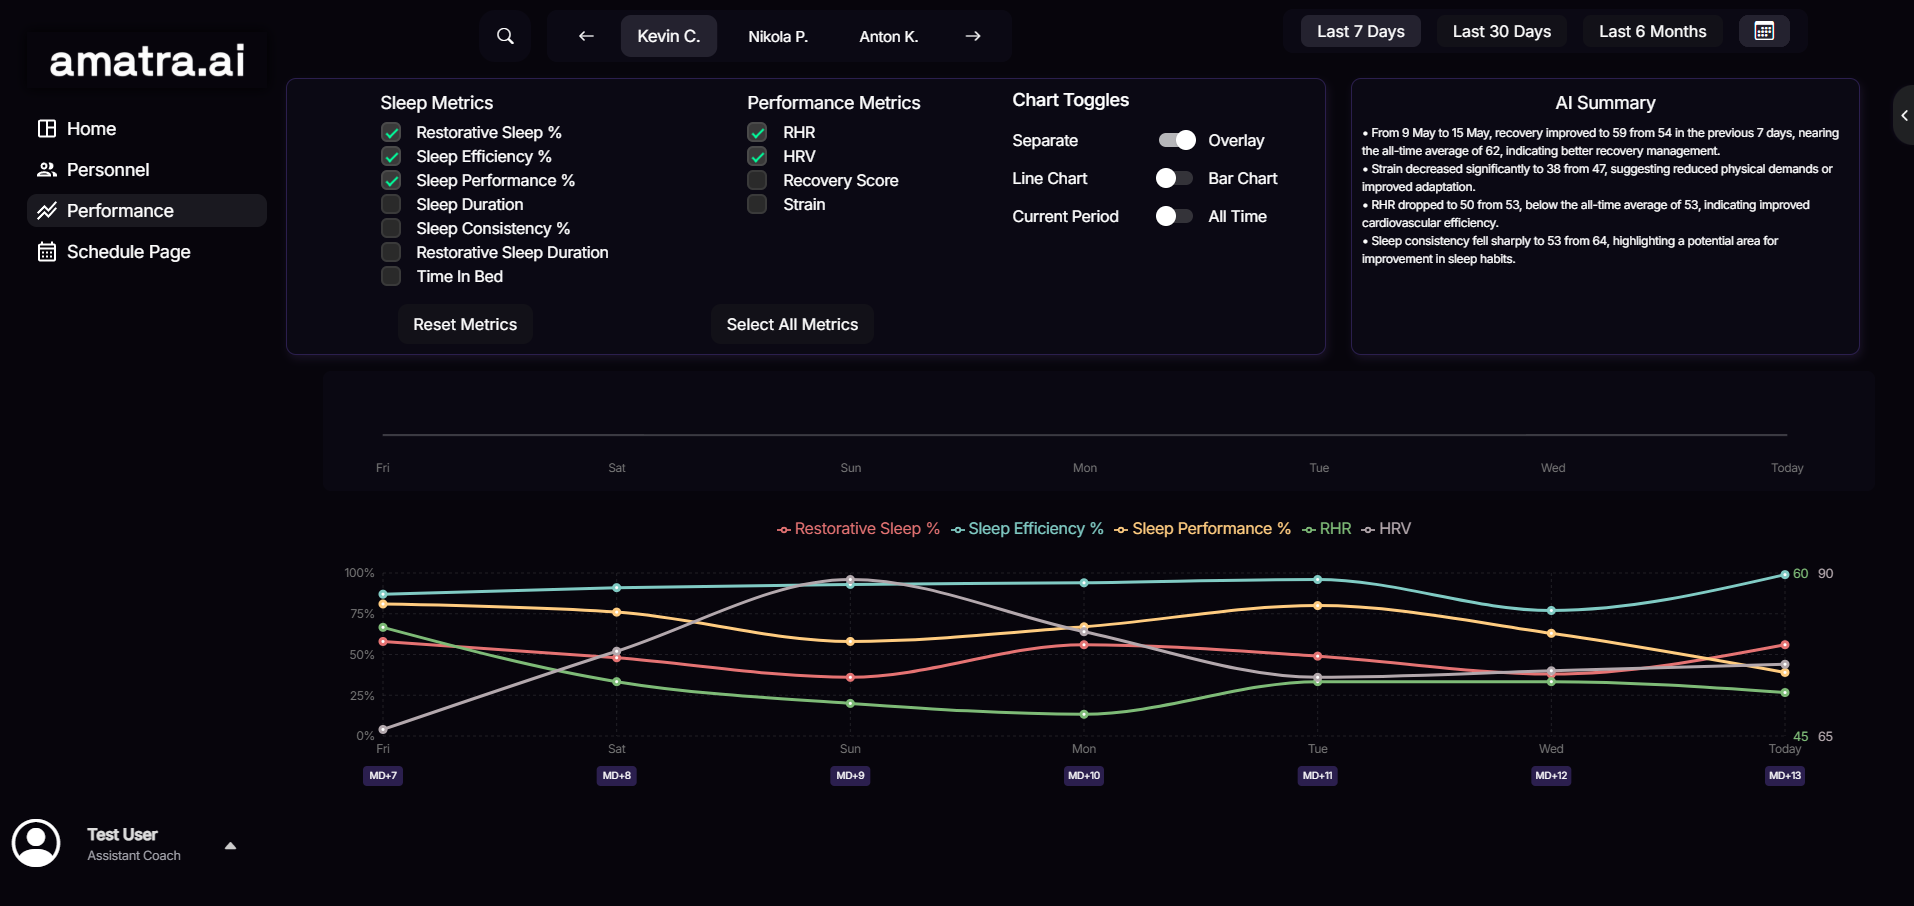 amatra.ai
Home
Personnel
Performance
Schedule Page
Kevin C.
Nikola P.
Anton K.
Last 7 Days
Last 30 Days
Last 6 Months
Sleep Metrics
Restorative Sleep %
Sleep Efficiency %
Sleep Performance %
Sleep Duration
Sleep Consistency %
Restorative Sleep Duration
Time In Bed
Reset Metrics
Performance Metrics
RHR
HRV
Recovery Score
Strain
Select All Metrics
Chart Toggles
Separate Overlay
Line Chart Bar Chart
Current Period All Time
AI Summary
• From 9 May to 15 May, recovery improved to 59 from 54 in the previous 7 days, nearing
the all-time average of 62, indicating better recovery management.
• Strain decreased significantly to 38 from 47, suggesting reduced physical demands or
improved adaptation.
• RHR dropped to 50 from 53, below the all-time average of 53, indicating improved
cardiovascular efficiency.
• Sleep consistency fell sharply to 53 from 64, highlighting a potential area for
improvement in sleep habits.
Fri Sat Sun Mon Tue Wed Today
Restorative Sleep % Sleep Efficiency % Sleep Performance % RHR HRV
100% 60 90
75%
50%
25%
0% 45 65
Fri Sat Sun Mon Tue Wed Today
MD+7 MD+8 MD+9 MD+10 MD+11 MD+12 MD+13
Test User
Assistant Coach